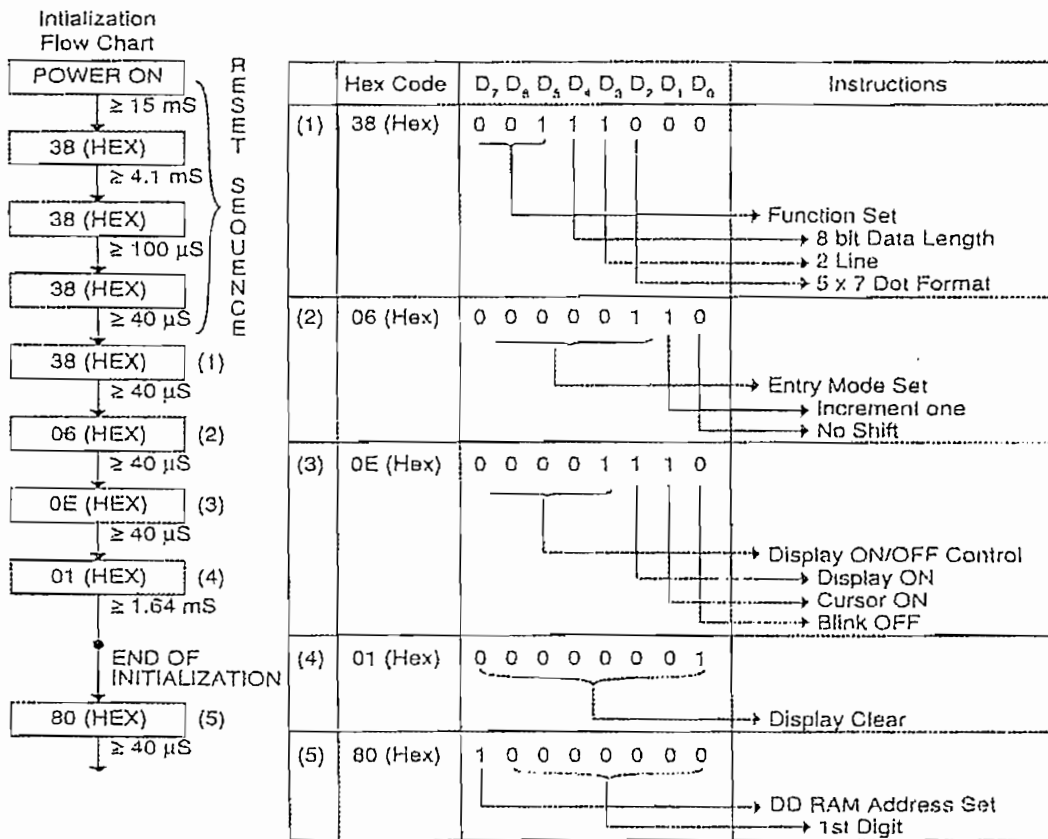 Intialization
Flow Chart
POWER ON
≥ 15 mS
38 (HEX)
≥ 4.1 mS
38 (HEX)
≥ 100 µS
38 (HEX)
≥ 40 µS
RESET SEQUENCE
38 (HEX) (1)
≥ 40 µS
06 (HEX) (2)
≥ 40 µS
0E (HEX) (3)
≥ 40 µS
01 (HEX) (4)
≥ 1.64 mS
END OF
INITIALIZATION
80 (HEX) (5)
≥ 40 µS
Hex Code D7 D6 D5 D4 D3 D2 D1 D0 Instructions
(1) 38 (Hex) 0 0 1 1 1 0 0 0
Function Set
8 bit Data Length
2 Line
5 x 7 Dot Format
(2) 06 (Hex) 0 0 0 0 0 1 1 0
Entry Mode Set
Increment one
No Shift
(3) 0E (Hex) 0 0 0 0 1 1 1 0
Display ON/OFF Control
Display ON
Cursor ON
Blink OFF
(4) 01 (Hex) 0 0 0 0 0 0 0 1
Display Clear
(5) 80 (Hex) 1 0 0 0 0 0 0 0
DD RAM Address Set
1st Digit